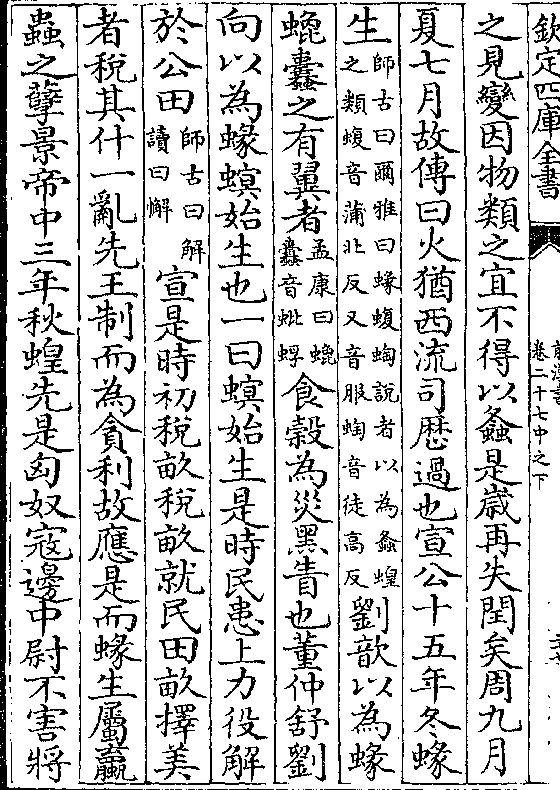 欽定四庫全書
卷二十七中之下
之見變因物類之宜不得以螽是歲再失閏矣周九月
夏七月故傳曰火猶西流司厯過也宣公十五年冬蝝
生師古曰爾雅曰蝝蝮蜪說者以為螽蝗之類蝮音蒲北反又音服蜪音徒高反劉歆以為蝝
螕蠹之有翼者孟康曰螕蠹音蚍蜉食穀為災黑眚也董仲舒劉
向以為蝝螟始生也一曰螟始生是時民患上力役解
於公田師古曰解讀曰懈宣是時初稅畝稅畝就民田畝擇美
者稅其什一亂先王制而為貪利故應是而蝝生屬蠃
蟲之孽景帝中三年秋蝗先是匈奴寇邊中尉不害將